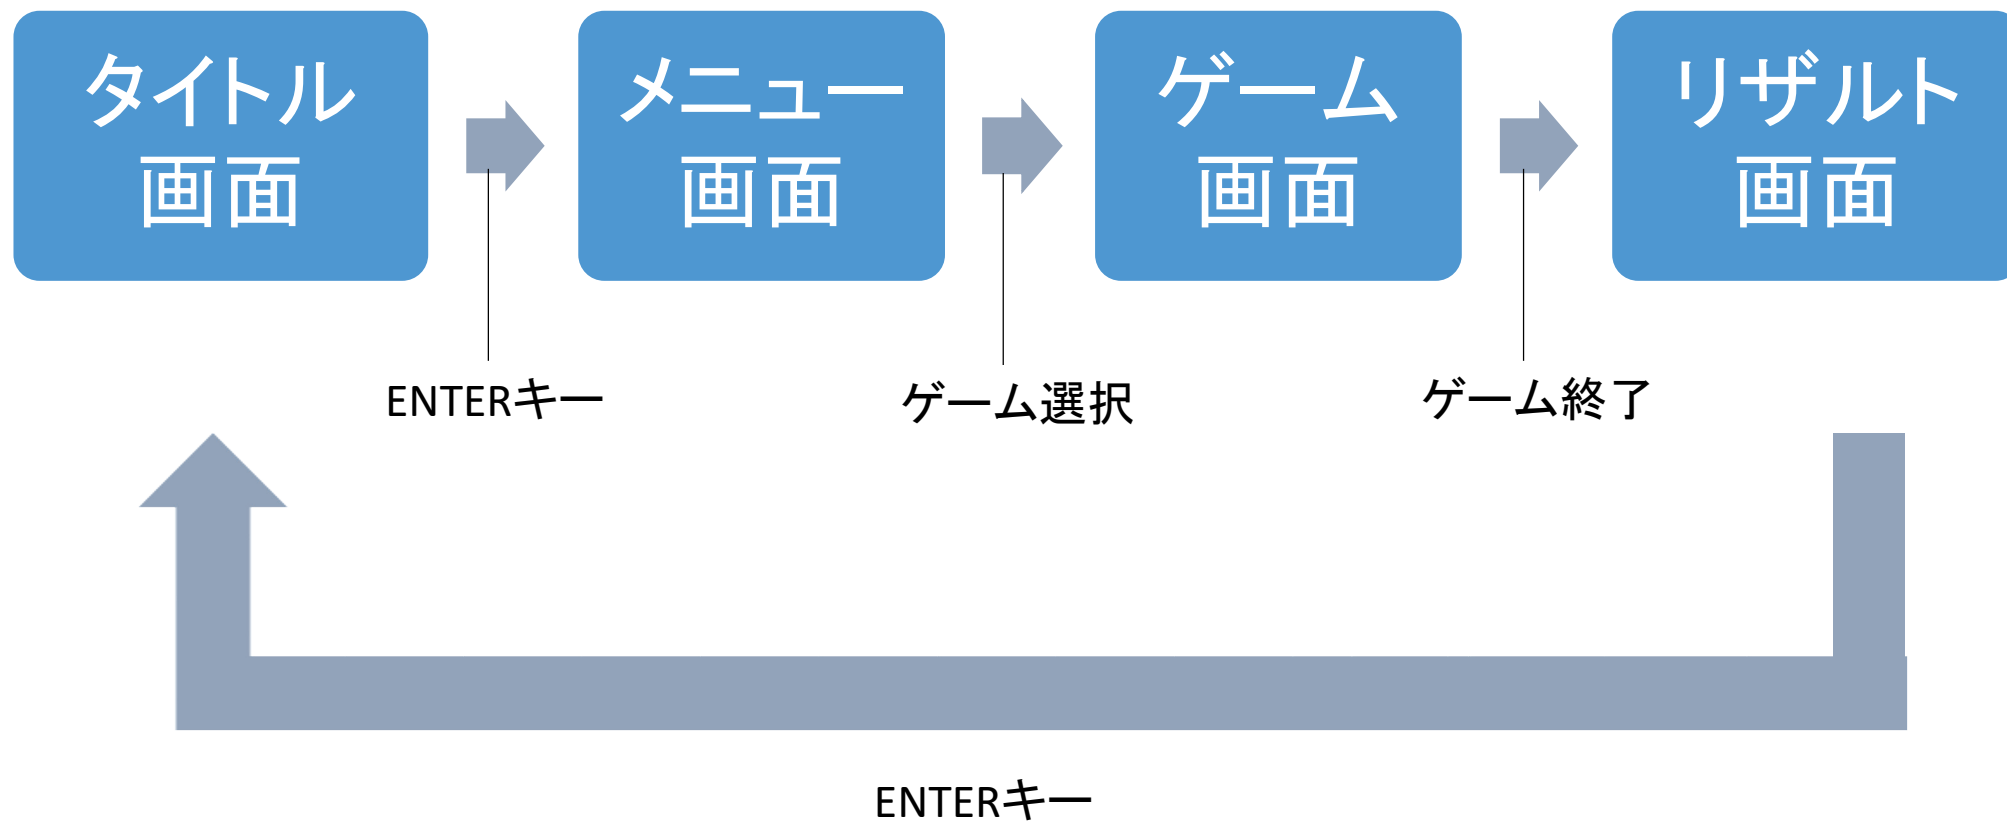 タイトル
画面
メニュー
画面
ゲーム
画面
リザルト
画面
ENTERキー
ゲーム選択
ゲーム終了
ENTERキー